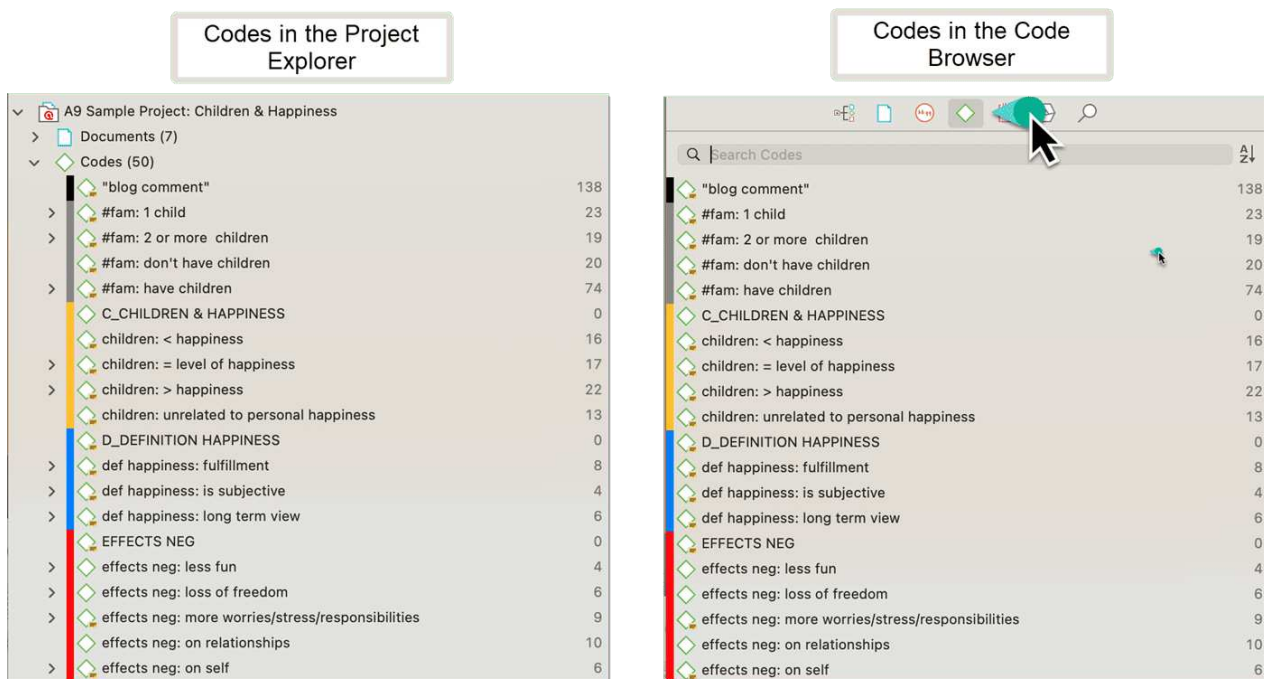 Codes in the Project
Explorer
A9 Sample Project: Children & Happiness
Documents (7)
Codes (50)
"blog comment" 138
#fam: 1 child 23
#fam: 2 or more  children 19
#fam: don't have children 20
#fam: have children 74
C_CHILDREN & HAPPINESS 0
children: < happiness 16
children: = level of happiness 17
children: > happiness 22
children: unrelated to personal happiness 13
D_DEFINITION HAPPINESS 0
def happiness: fulfillment 8
def happiness: is subjective 4
def happiness: long term view 6
EFFECTS NEG 0
effects neg: less fun 4
effects neg: loss of freedom 6
effects neg: more worries/stress/responsibilities 9
effects neg: on relationships 10
effects neg: on self 6
Codes in the Code
Browser
Search Codes
"blog comment" 138
#fam: 1 child 23
#fam: 2 or more  children 19
#fam: don't have children 20
#fam: have children 74
C_CHILDREN & HAPPINESS 0
children: < happiness 16
children: = level of happiness 17
children: > happiness 22
children: unrelated to personal happiness 13
D_DEFINITION HAPPINESS 0
def happiness: fulfillment 8
def happiness: is subjective 4
def happiness: long term view 6
EFFECTS NEG 0
effects neg: less fun 4
effects neg: loss of freedom 6
effects neg: more worries/stress/responsibilities 9
effects neg: on relationships 10
effects neg: on self 6